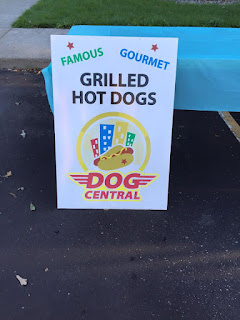 FAMOUS GOURMET
GRILLED
HOT DOGS
DOG
CENTRAL